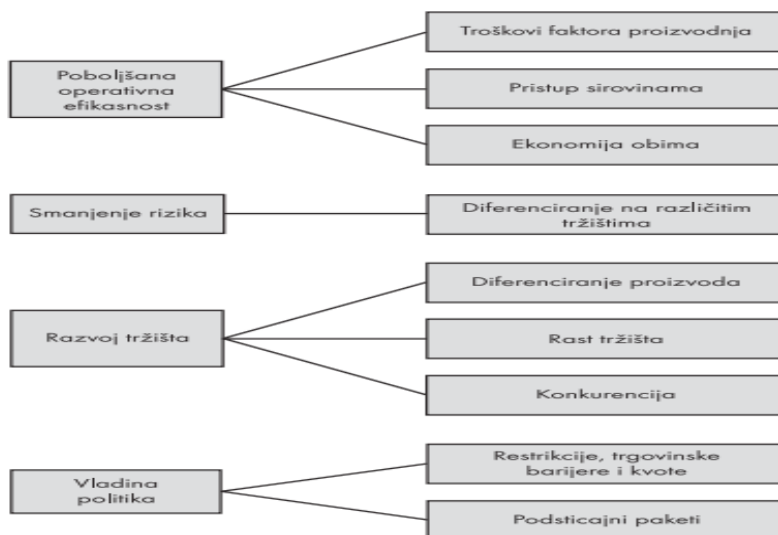 Poboljšana
operativna
efikasnost
Troškovi faktora proizvodnja
Pristup sirovinama
Ekonomija obima
Smanjenje rizika
Diferenciranje na različitim
tržištima
Razvoj tržišta
Diferenciranje proizvoda
Rast tržišta
Konkurencija
Vladina
politika
Restrikcije, trgovinske
barijere i kvote
Podsticajni paketi